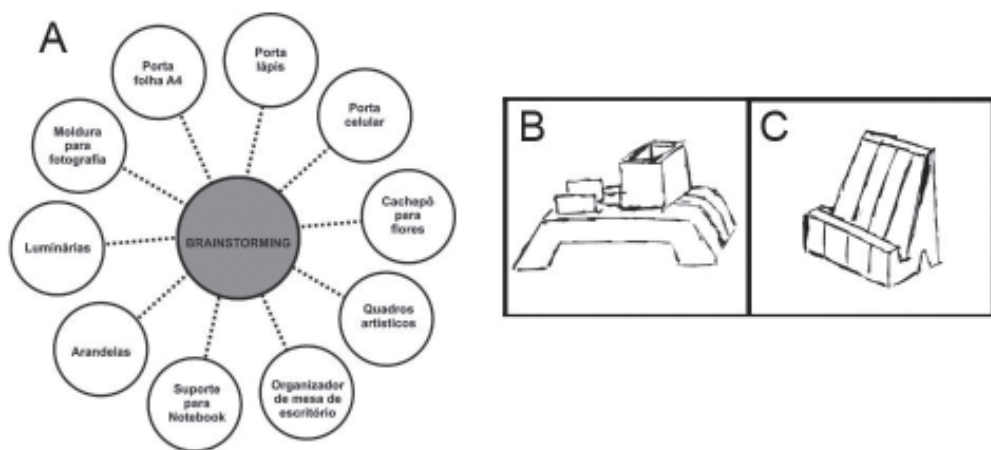 A
Porta
folha A4
Porta
lápis
Porta
celular
Cachepô
para
flores
Quadros
artísticos
Organizador
de mesa de
escritório
Suporte
para
Notebook
Arandelas
Luminárias
Moldura
para
fotografia
BRAINSTORMING
B
C